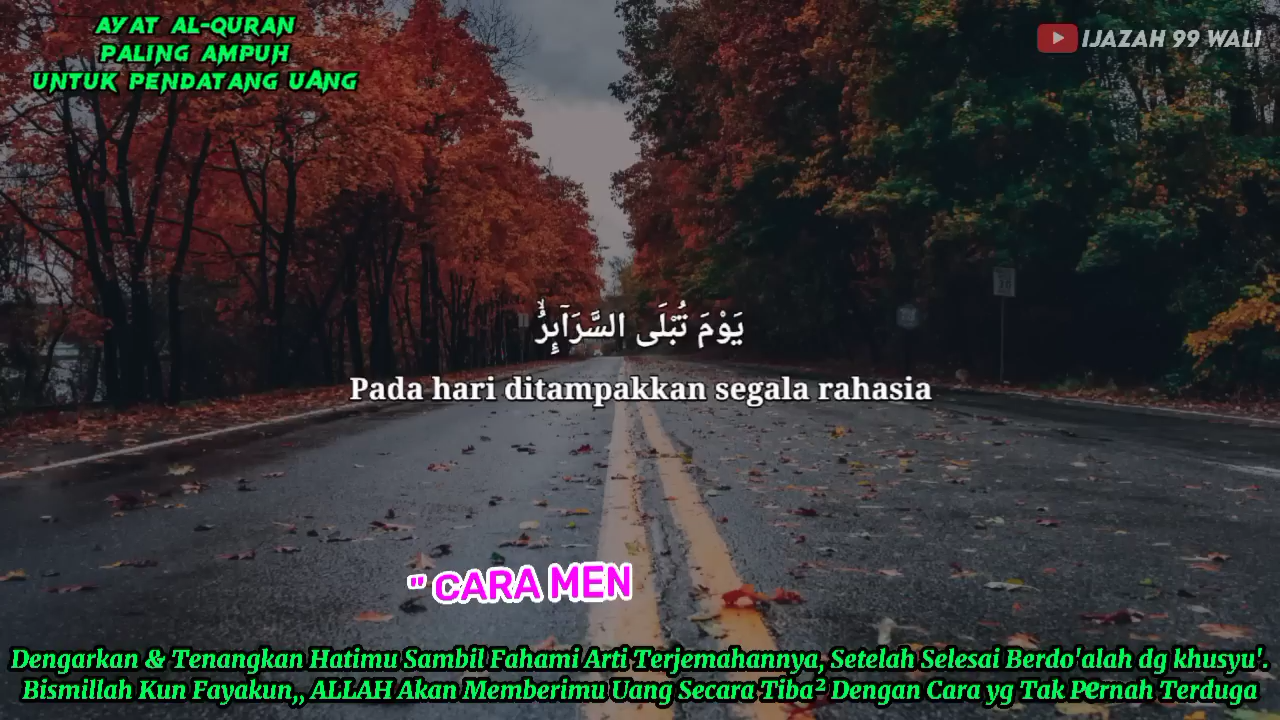 AYAT AL-QURAN
PALING AMPUH
UNTUK PENDATANG UANG
IJAZAH 99 WALI
يَوْمَ تُبْلَى السَّرَآىِٕرُۙ
Pada hari ditampakkan segala rahasia
" CARA MEN
Dengarkan & Tenangkan Hatimu Sambil Fahami Arti Terjemahannya, Setelah Selesai Berdo'alah dg khusyu'.
Bismillah Kun Fayakun,, ALLAH Akan Memberimu Uang Secara Tiba² Dengan Cara yg Tak Pernah Terduga